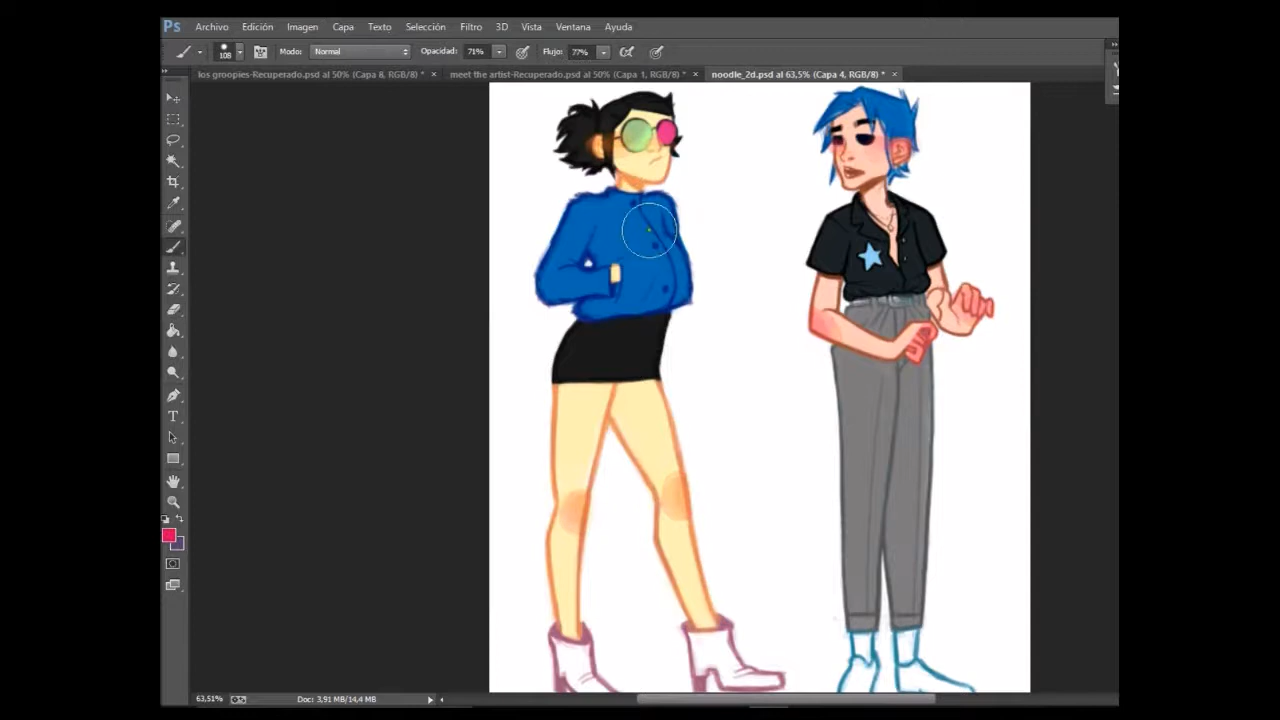 Ps Archivo Edición Imagen Capa Texto Selección Filtro 3D Vista Ventana Ayuda
108 Modo: Normal Opacidad: 71% Flujo: 77%
los groopies-Recuperado.psd al 50% (Capa 8, RGB/8) * × meet the artist-Recuperado.psd al 50% (Capa 1, RGB/8) * × noodle_2d.psd al 63,5% (Capa 4, RGB/8) * ×
T
63,51% Doc: 3,91 MB/14,4 MB